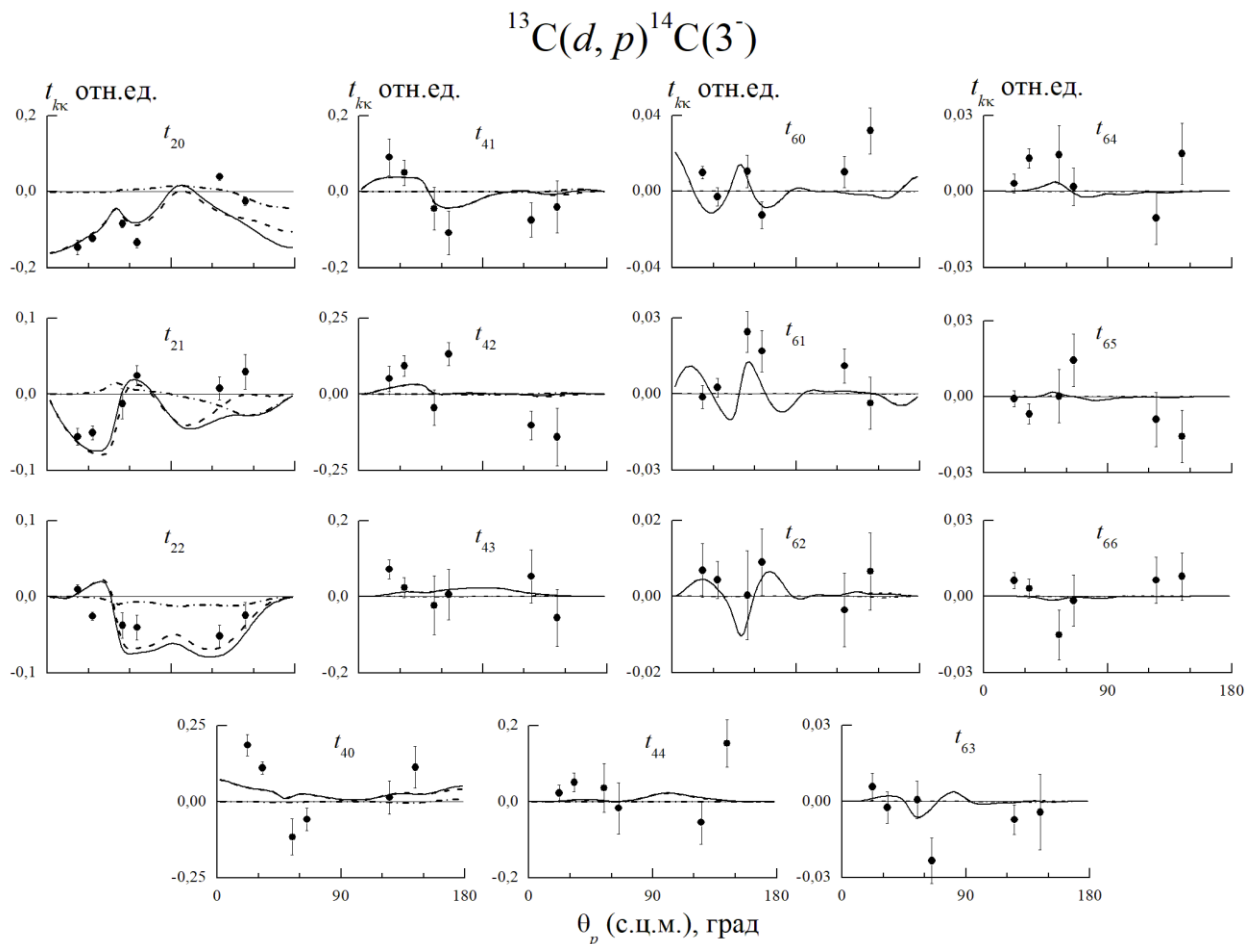 ¹³C(d, p)¹⁴C(3⁻)
t_kκ отн.ед. t_kκ отн.ед. t_kκ отн.ед. t_kκ отн.ед.
0,2 0,2 0,04 0,03
t₂₀ t₄₁ t₆₀ t₆₄
0,0 0,0 0,00 0,00
-0,2 -0,2 -0,04 -0,03
0,1 0,25 0,03 0,03
t₂₁ t₄₂ t₆₁ t₆₅
0,0 0,00 0,00 0,00
-0,1 -0,25 -0,03 -0,03
0,1 0,2 0,02 0,03
t₂₂ t₄₃ t₆₂ t₆₆
0,0 0,0 0,00 0,00
-0,1 -0,2 -0,02 -0,03
0 90 180
0,25 0,2 0,03
t₄₀ t₄₄ t₆₃
0,00 0,0 0,00
-0,25 -0,2 -0,03
0 90 180 0 90 180 0 90 180
θ_p (с.ц.м.), град